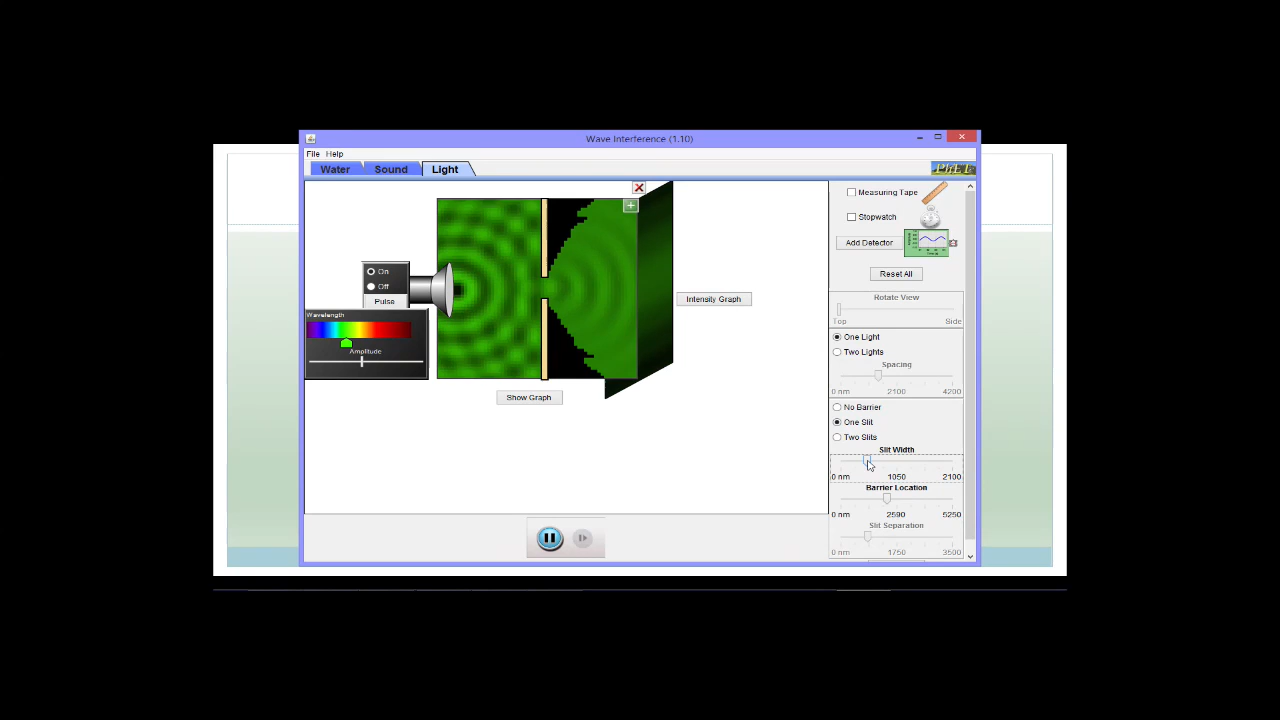 Wave Interference (1.10)
File Help
Water Sound Light
PhET
Measuring Tape
Stopwatch
Add Detector
Reset All
Rotate View
Top Side
One Light
Two Lights
Spacing
0 nm 2100 4200
No Barrier
One Slit
Two Slits
Slit Width
0 nm 1050 2100
Barrier Location
0 nm 2590 5250
Slit Separation
0 nm 1750 3500
On
Off
Pulse
Wavelength
Amplitude
Intensity Graph
Show Graph